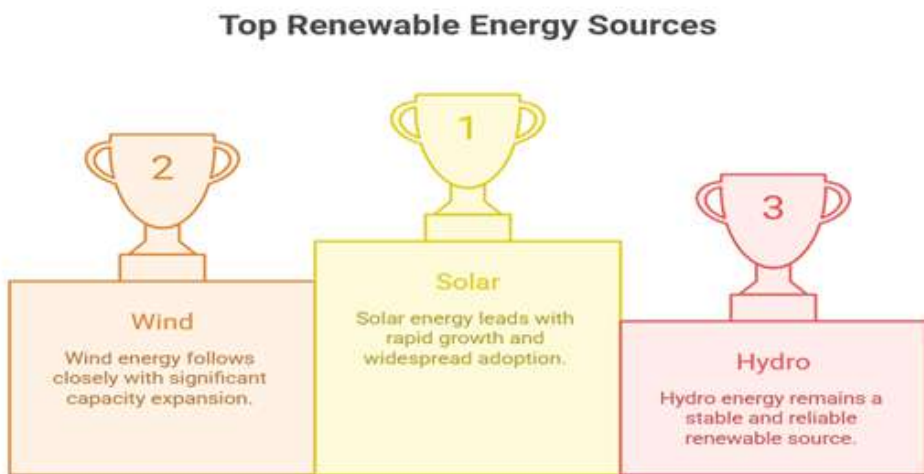 Top Renewable Energy Sources
2
Wind
Wind energy follows
closely with significant
capacity expansion.
1
Solar
Solar energy leads with
rapid growth and
widespread adoption.
3
Hydro
Hydro energy remains a
stable and reliable
renewable source.